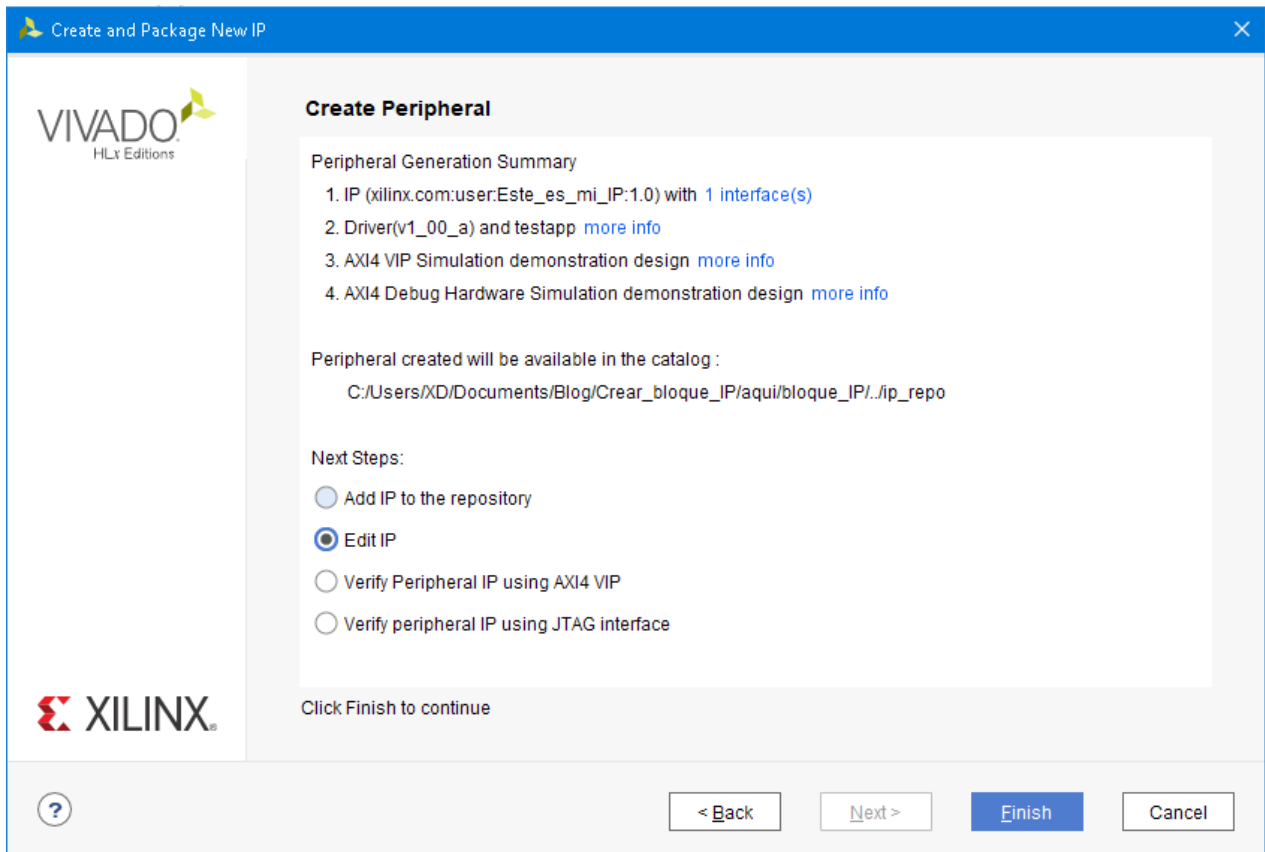 Create and Package New IP
VIVADO.
HLx Editions
Create Peripheral
Peripheral Generation Summary
1. IP (xilinx.com:user:Este_es_mi_IP:1.0) with 1 interface(s)
2. Driver(v1_00_a) and testapp more info
3. AXI4 VIP Simulation demonstration design more info
4. AXI4 Debug Hardware Simulation demonstration design more info
Peripheral created will be available in the catalog :
C:/Users/XD/Documents/Blog/Crear_bloque_IP/aqui/bloque_IP/../ip_repo
Next Steps:
Add IP to the repository
Edit IP
Verify Peripheral IP using AXI4 VIP
Verify peripheral IP using JTAG interface
XILINX.
Click Finish to continue
?
< Back Next > Finish Cancel